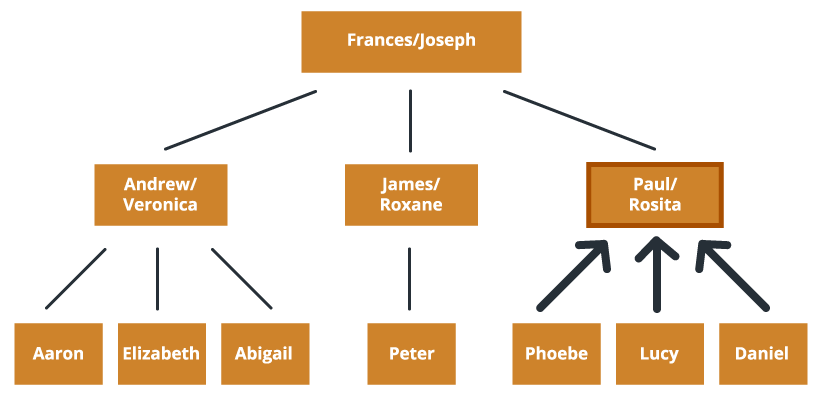 Frances/Joseph
Andrew/
Veronica
James/
Roxane
Paul/
Rosita
Aaron
Elizabeth
Abigail
Peter
Phoebe
Lucy
Daniel